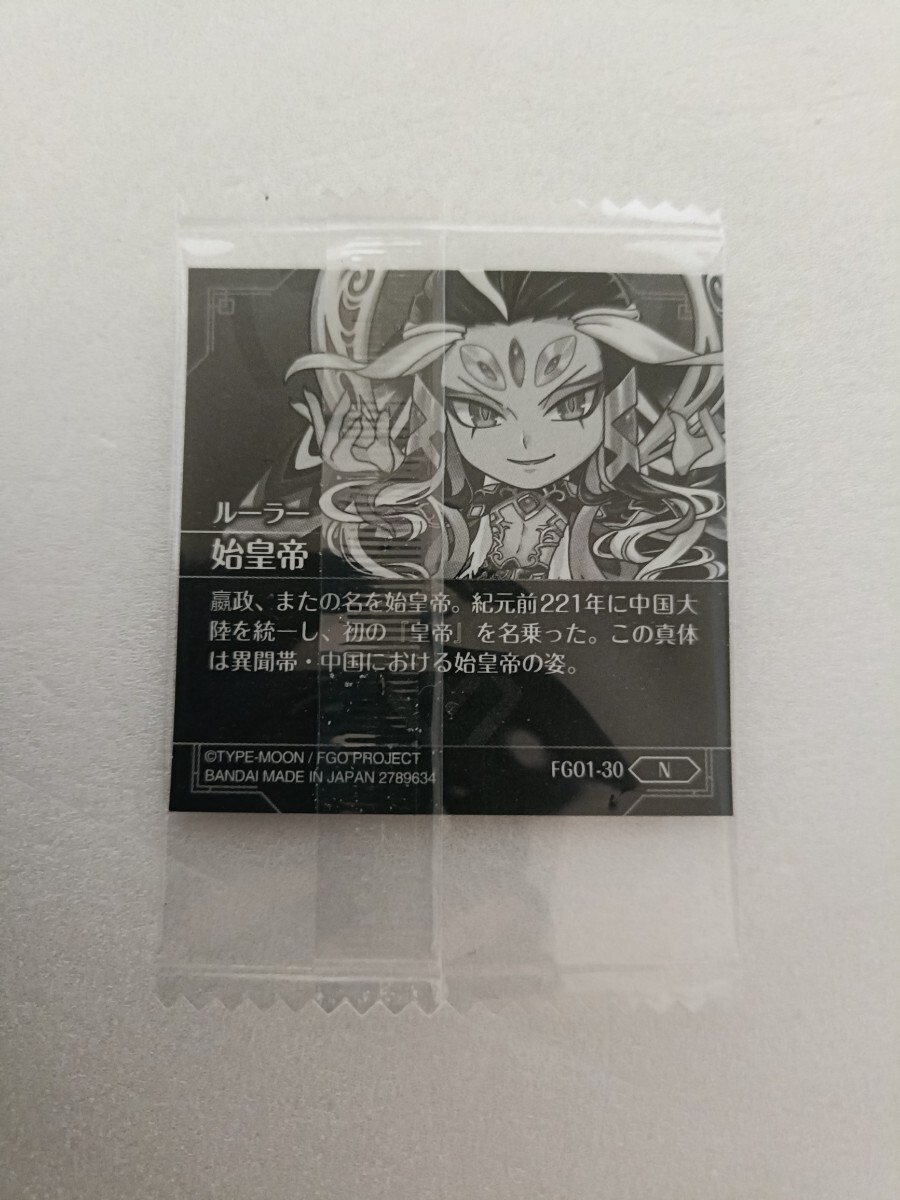 ルーラー
始皇帝
嬴政、またの名を始皇帝。紀元前221年に中国大
陸を統一し、初の『皇帝』を名乗った。この真体
は異聞帯・中国における始皇帝の姿。
©TYPE-MOON / FGO PROJECT
BANDAI MADE IN JAPAN 2789634
FGO1-30 N